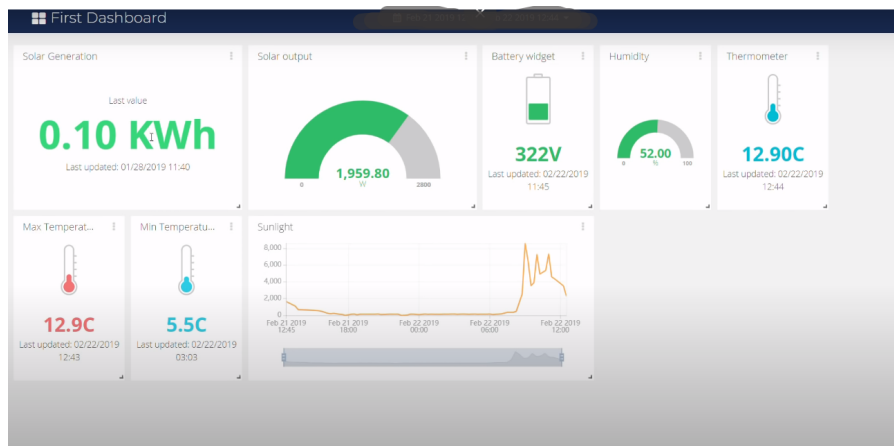 First Dashboard
Solar Generation
Last value
0.10 KWh
Last updated: 01/28/2019 11:40
Solar output
1,959.80
W
0
2800
Battery widget
322V
Last updated: 02/22/2019
11:45
Humidity
52.00
%
0
100
Thermometer
12.90C
Last updated: 02/22/2019
12:44
Max Temperat...
12.9C
Last updated: 02/22/2019
12:43
Min Temperatu...
5.5C
Last updated: 02/22/2019
03:03
Sunlight
8,000
6,000
4,000
2,000
0
Feb 21 2019
12:45
Feb 21 2019
18:00
Feb 22 2019
00:00
Feb 22 2019
06:00
Feb 22 2019
12:00